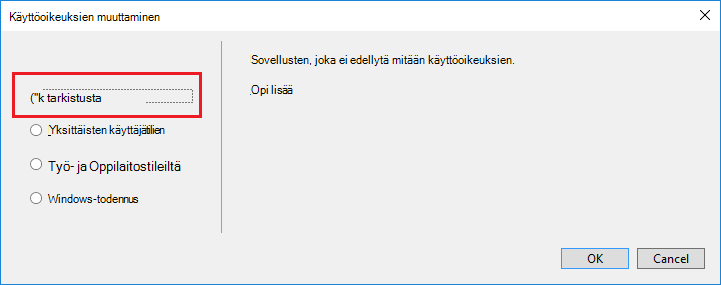 Käyttöoikeuksien muuttaminen
Sovellusten, joka ei edellytä mitään käyttöoikeuksien.
Opi lisää
("k tarkistusta
Yksittäisten käyttäjätilien
Työ- ja Oppilaitostileiltä
Windows-todennus
OK
Cancel